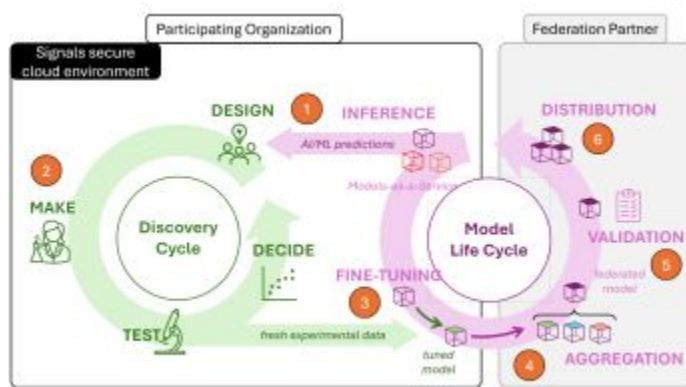 Participating Organization
Federation Partner
Signals secure
cloud environment
DESIGN
1
INFERENCE
DISTRIBUTION
AI/ML predictions
6
2
Models-as-a-Service
MAKE
Discovery
Cycle
Model
Life Cycle
VALIDATION
DECIDE
FINE-TUNING
federated
model
5
3
TEST
fresh experimental data
tuned
model
4
AGGREGATION